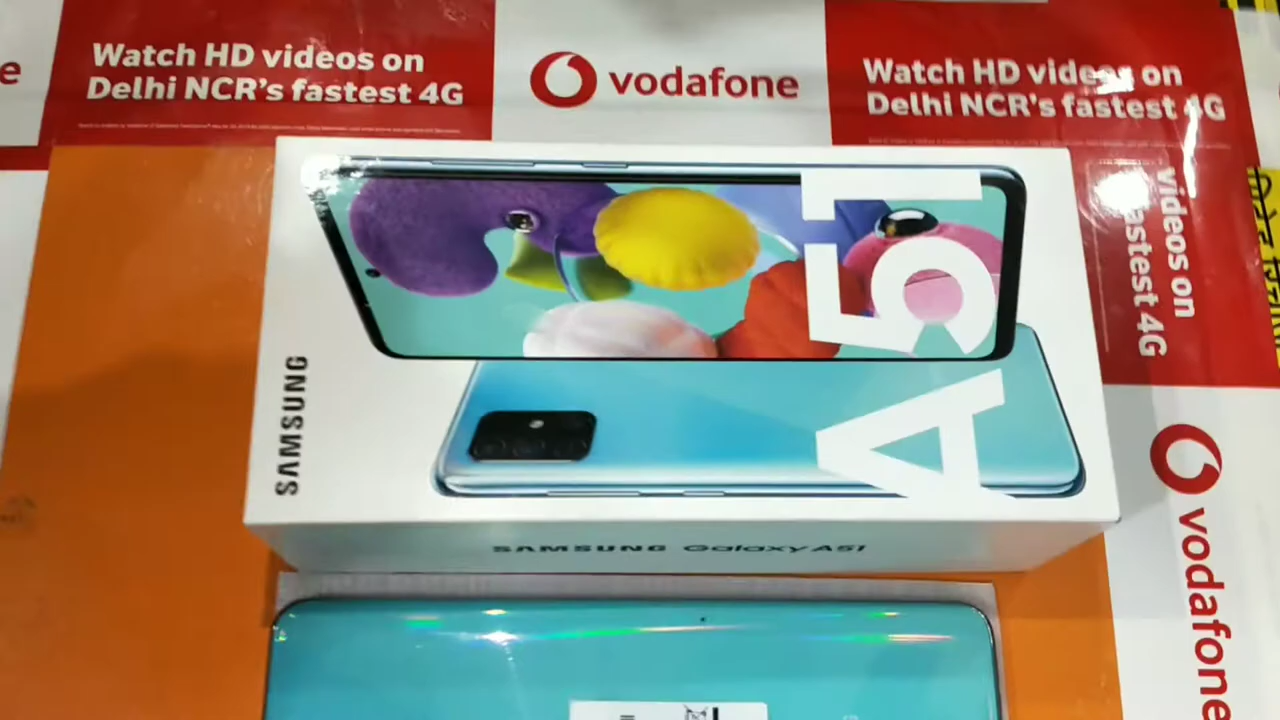 e
Watch HD videos on
Delhi NCR's fastest 4G
vodafone
Watch HD videos on
Delhi NCR's fastest 4G
videos on
fastest 4G
SAMSUNG
A51
SAMSUNG Galaxy A51
vodafone